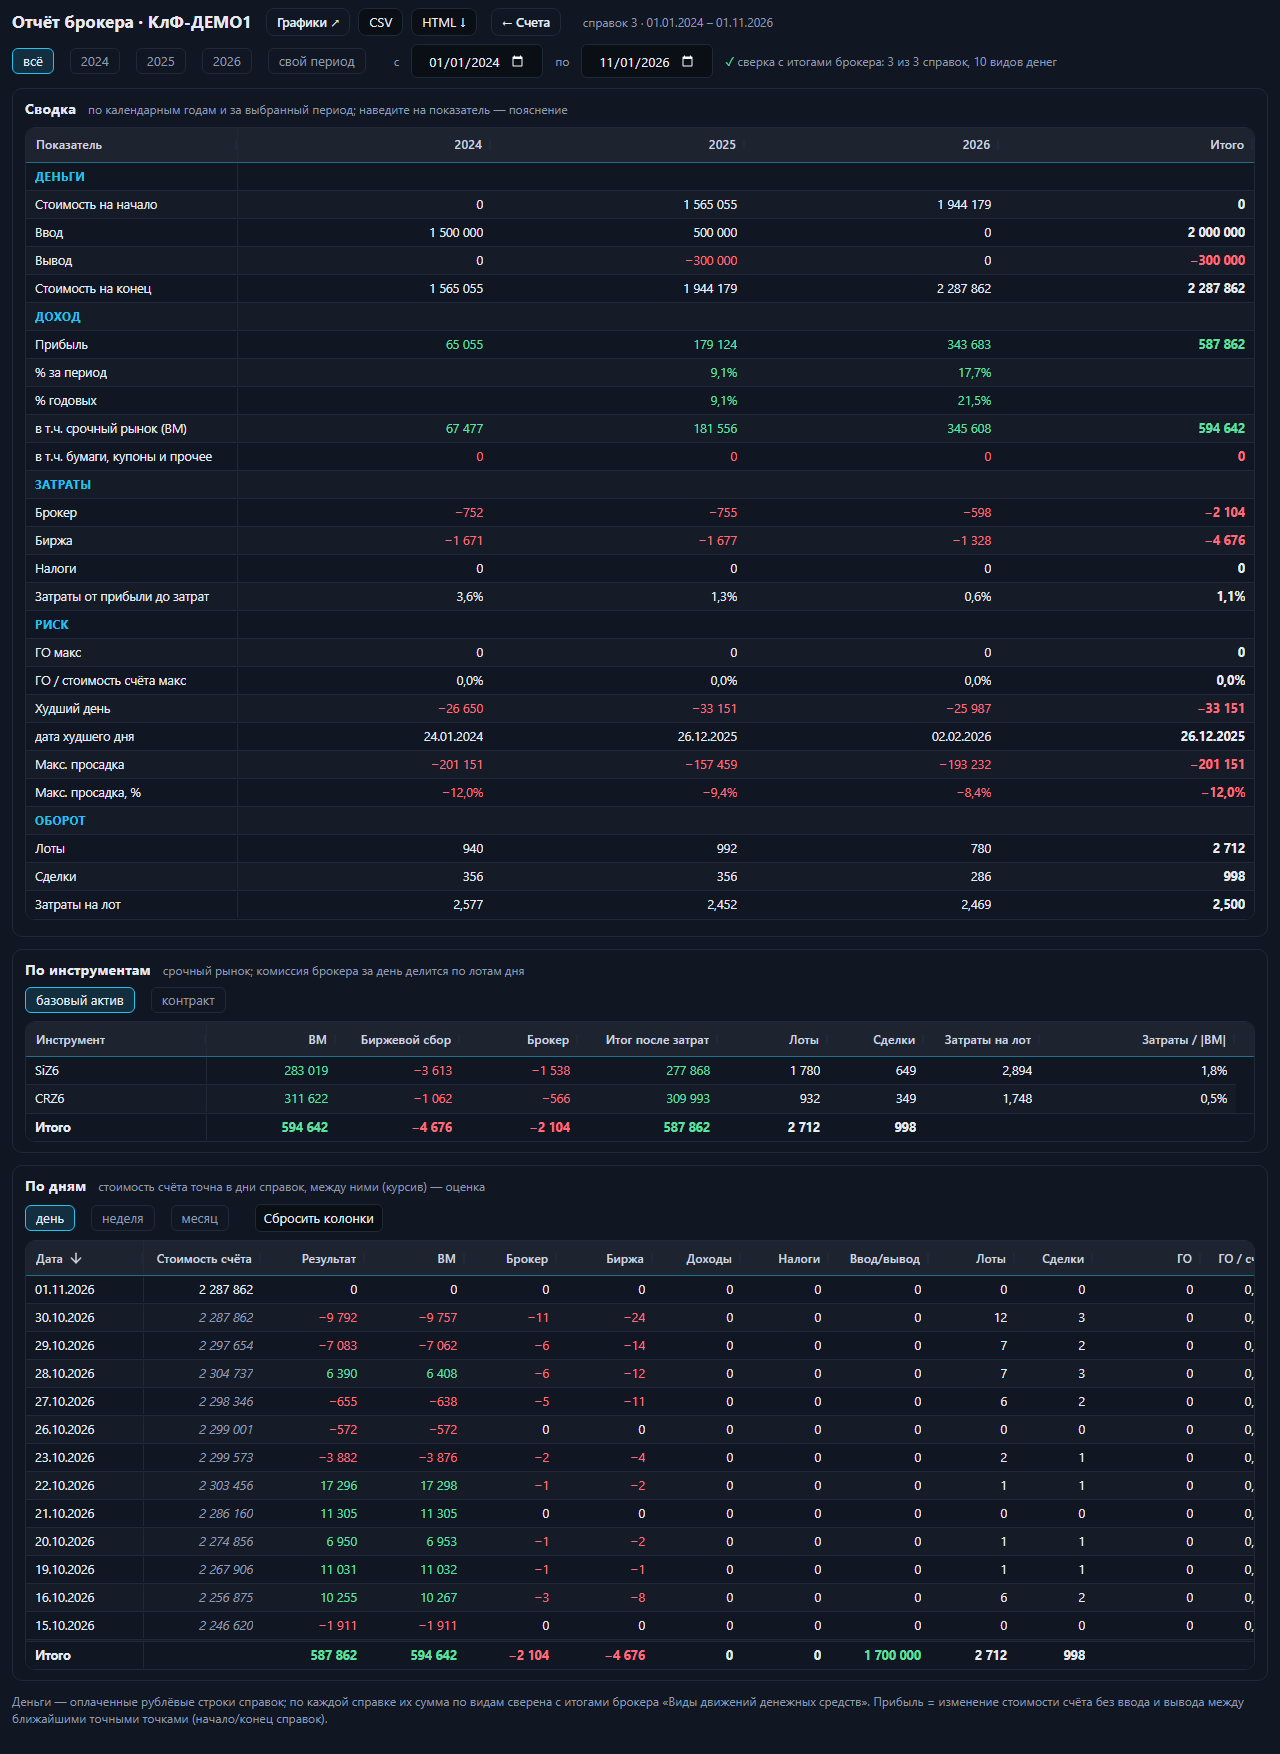 Отчёт брокера · КлФ-ДЕМО1 Графики ↗ CSV HTML ↓ ← Счета справок 3 · 01.01.2024 – 01.11.2026
всё 2024 2025 2026 свой период с 01/01/2024 по 11/01/2026 ✓ сверка с итогами брокера: 3 из 3 справок, 10 видов денег
Сводка по календарным годам и за выбранный период; наведите на показатель — пояснение
Показатель 2024 2025 2026 Итого
ДЕНЬГИ
Стоимость на начало 0 1 565 055 1 944 179 0
Ввод 1 500 000 500 000 0 2 000 000
Вывод 0 −300 000 0 −300 000
Стоимость на конец 1 565 055 1 944 179 2 287 862 2 287 862
ДОХОД
Прибыль 65 055 179 124 343 683 587 862
% за период 9,1% 17,7%
% годовых 9,1% 21,5%
в т.ч. срочный рынок (ВМ) 67 477 181 556 345 608 594 642
в т.ч. бумаги, купоны и прочее 0 0 0 0
ЗАТРАТЫ
Брокер −752 −755 −598 −2 104
Биржа −1 671 −1 677 −1 328 −4 676
Налоги 0 0 0 0
Затраты от прибыли до затрат 3,6% 1,3% 0,6% 1,1%
РИСК
ГО макс 0 0 0 0
ГО / стоимость счёта макс 0,0% 0,0% 0,0% 0,0%
Худший день −26 650 −33 151 −25 987 −33 151
дата худшего дня 24.01.2024 26.12.2025 02.02.2026 26.12.2025
Макс. просадка −201 151 −157 459 −193 232 −201 151
Макс. просадка, % −12,0% −9,4% −8,4% −12,0%
ОБОРОТ
Лоты 940 992 780 2 712
Сделки 356 356 286 998
Затраты на лот 2,577 2,452 2,469 2,500
По инструментам срочный рынок; комиссия брокера за день делится по лотам дня
базовый актив контракт
Инструмент ВМ Биржевой сбор Брокер Итог после затрат Лоты Сделки Затраты на лот Затраты / |ВМ|
SiZ6 283 019 −3 613 −1 538 277 868 1 780 649 2,894 1,8%
CRZ6 311 622 −1 062 −566 309 993 932 349 1,748 0,5%
Итого 594 642 −4 676 −2 104 587 862 2 712 998
По дням стоимость счёта точна в дни справок, между ними (курсив) — оценка
день неделя месяц Сбросить колонки
Дата ↓ Стоимость счёта Результат ВМ Брокер Биржа Доходы Налоги Ввод/вывод Лоты Сделки ГО ГО / сч
01.11.2026 2 287 862 0 0 0 0 0 0 0 0 0 0 0,
30.10.2026 2 287 862 −9 792 −9 757 −11 −24 0 0 0 12 3 0 0,
29.10.2026 2 297 654 −7 083 −7 062 −6 −14 0 0 0 7 2 0 0,
28.10.2026 2 304 737 6 390 6 408 −6 −12 0 0 0 7 3 0 0,
27.10.2026 2 298 346 −655 −638 −5 −11 0 0 0 6 2 0 0,
26.10.2026 2 299 001 −572 −572 0 0 0 0 0 0 0 0 0,
23.10.2026 2 299 573 −3 882 −3 876 −2 −4 0 0 0 2 1 0 0,
22.10.2026 2 303 456 17 296 17 298 −1 −2 0 0 0 1 1 0 0,
21.10.2026 2 286 160 11 305 11 305 0 0 0 0 0 0 0 0 0,
20.10.2026 2 274 856 6 950 6 953 −1 −2 0 0 0 1 1 0 0,
19.10.2026 2 267 906 11 031 11 032 −1 −1 0 0 0 1 1 0 0,
16.10.2026 2 256 875 10 255 10 267 −3 −8 0 0 0 6 2 0 0,
15.10.2026 2 246 620 −1 911 −1 911 0 0 0 0 0 0 0 0 0,
Итого 587 862 594 642 −2 104 −4 676 0 0 1 700 000 2 712 998
Деньги — оплаченные рублёвые строки справок; по каждой справке их сумма по видам сверена с итогами брокера «Виды движений денежных средств». Прибыль = изменение стоимости счёта без ввода и вывода между
ближайшими точными точками (начало/конец справок).